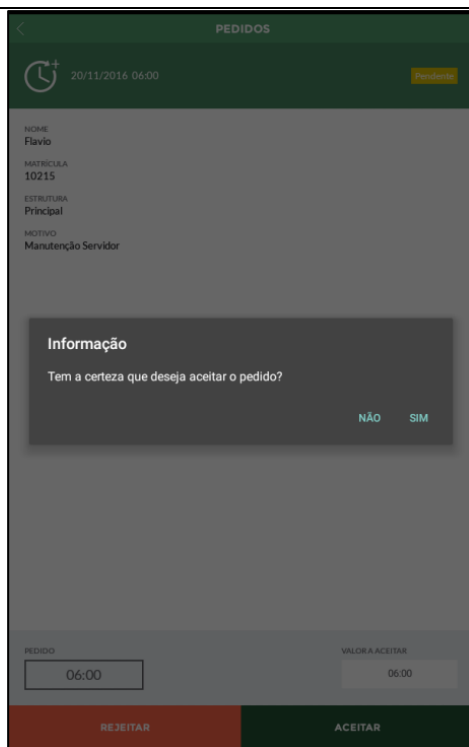 PEDIDOS
20/11/2016 06:00
Pendente
NOME
Flavio
MATRÍCULA
10215
ESTRUTURA
Principal
MOTIVO
Manutenção Servidor
Informação
Tem a certeza que deseja aceitar o pedido?
NÃO SIM
PEDIDO VALOR A ACEITAR
06:00 06:00
REJEITAR ACEITAR